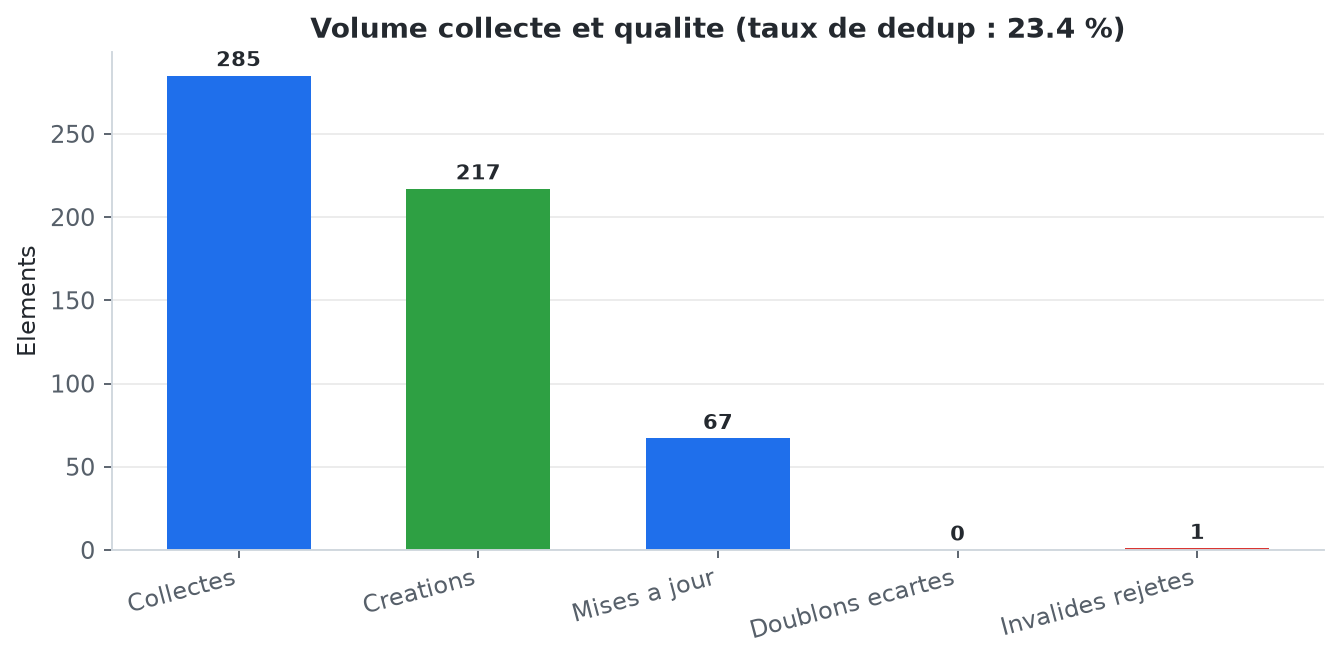 Volume collecte et qualite (taux de dedup : 23.4 %)
285
250
217
200
Elements
150
100
67
50
0
1
0
Collectes
Creations
Mises a jour
Doublons ecartes
Invalides rejetes